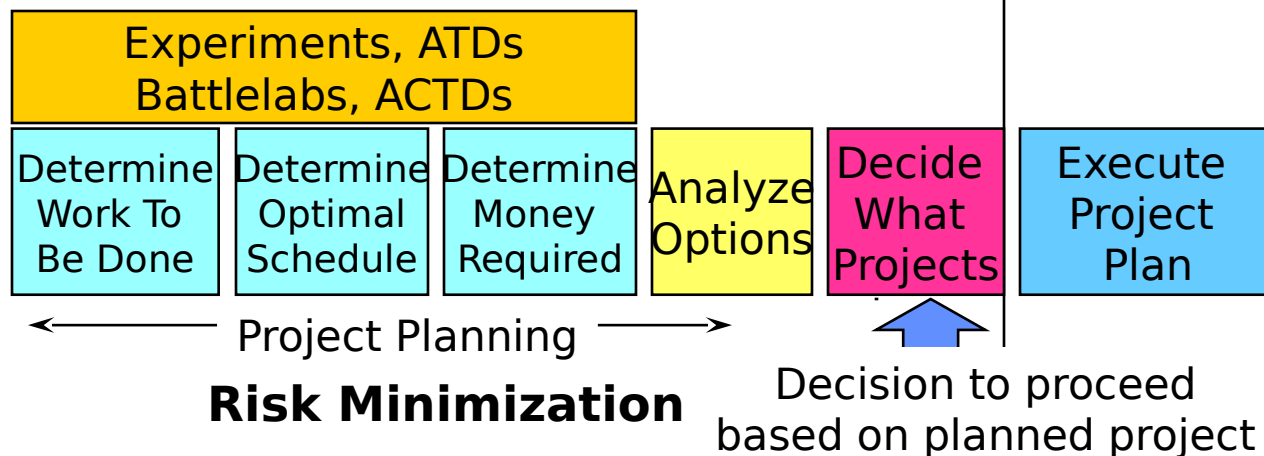 Experiments, ATDs
Battlelabs, ACTDs
Determine
Work To
Be Done
Determine
Optimal
Schedule
Determine
Money
Required
Analyze
Options
Decide
What
Projects
Execute
Project
Plan
Project Planning
Risk Minimization
Decision to proceed
based on planned project